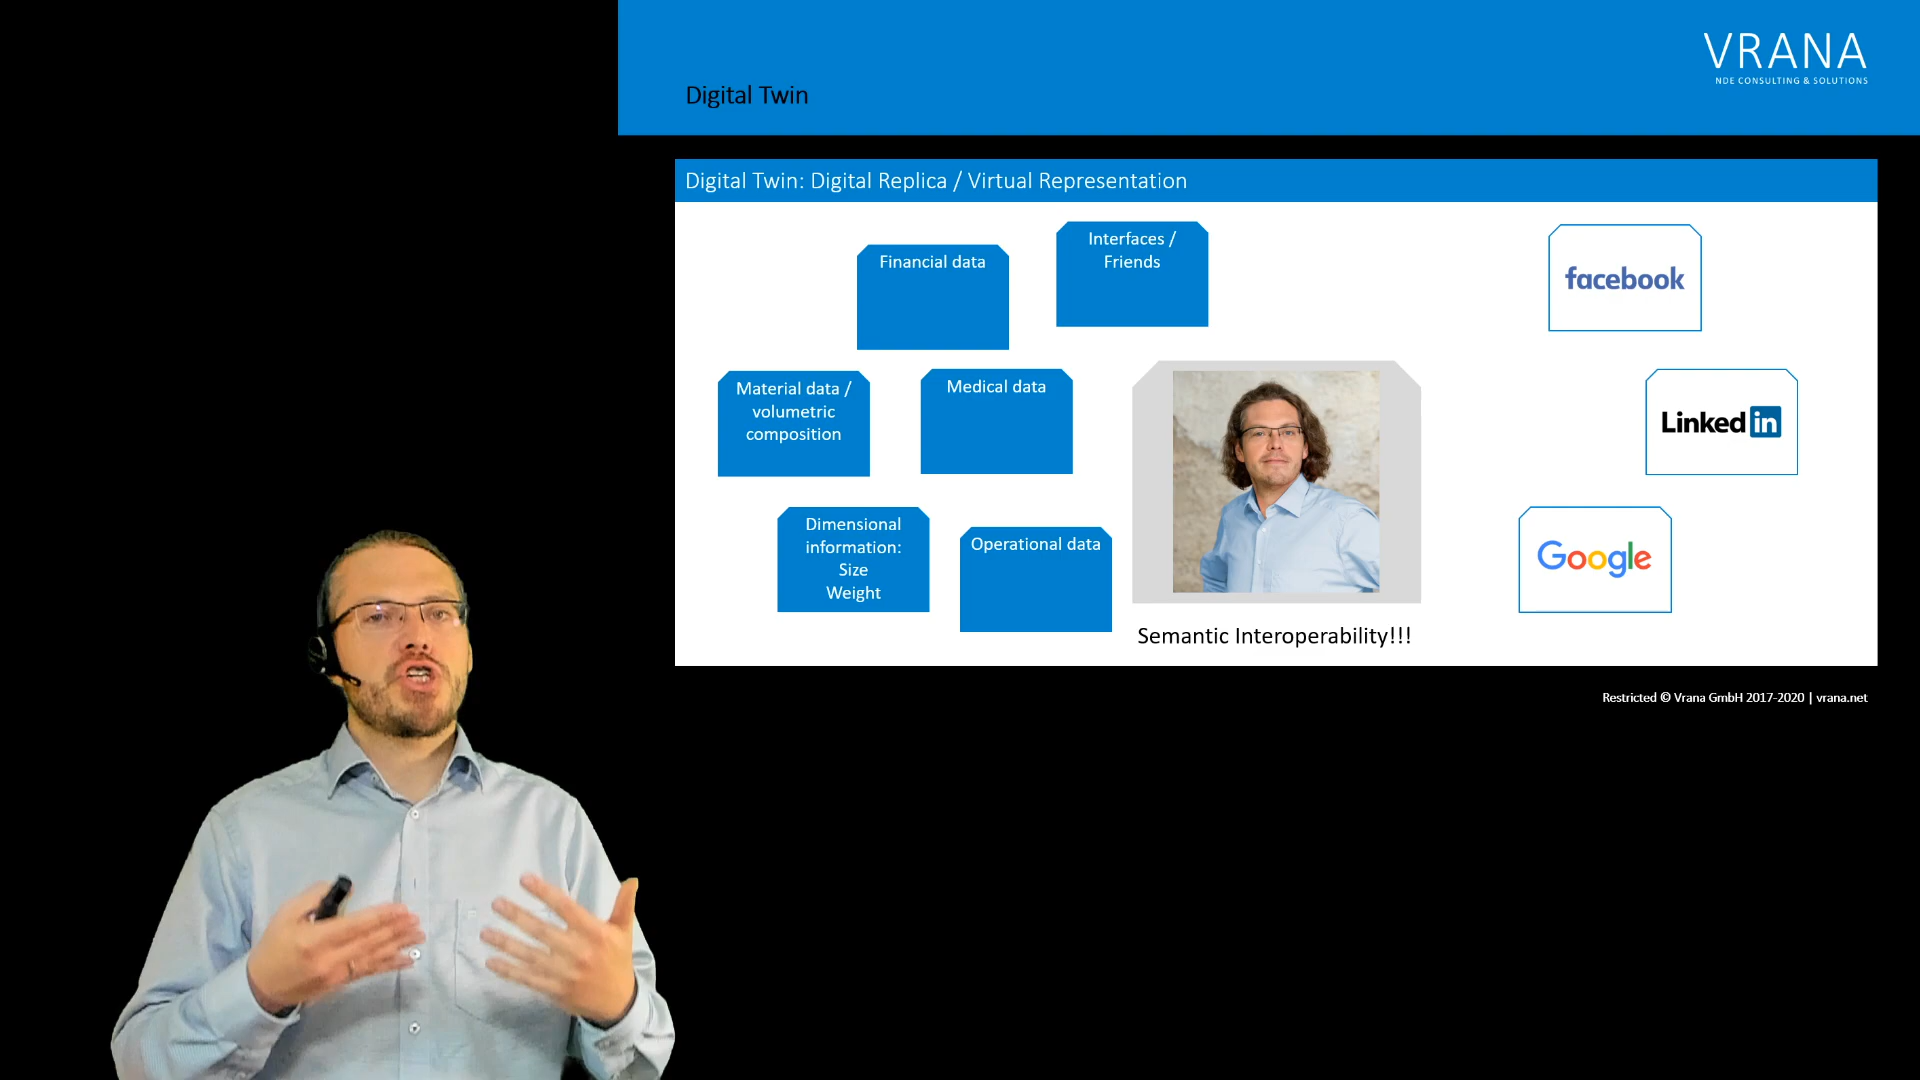 VRANA
NDE CONSULTING & SOLUTIONS
Digital Twin
Digital Twin: Digital Replica / Virtual Representation
Financial data
Interfaces /
Friends
facebook
Material data /
volumetric
composition
Medical data
Linked in
Dimensional
information:
Size
Weight
Operational data
Google
Semantic Interoperability!!!
Restricted © Vrana GmbH 2017-2020 | vrana.net